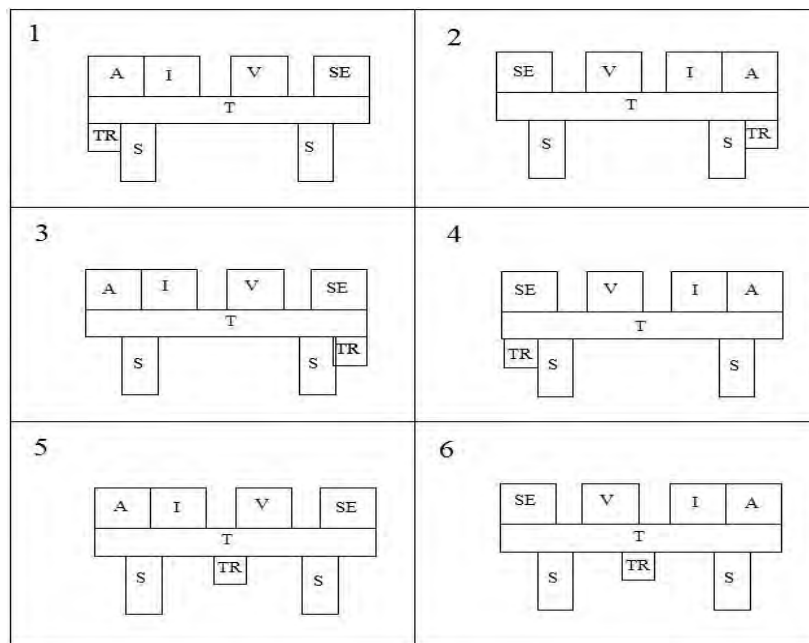 1
A I V SE
T
TR S S
2
SE V I A
T
S S TR
3
A I V SE
T
S S TR
4
SE V I A
T
TR S S
5
A I V SE
T
S TR S
6
SE V I A
T
S TR S